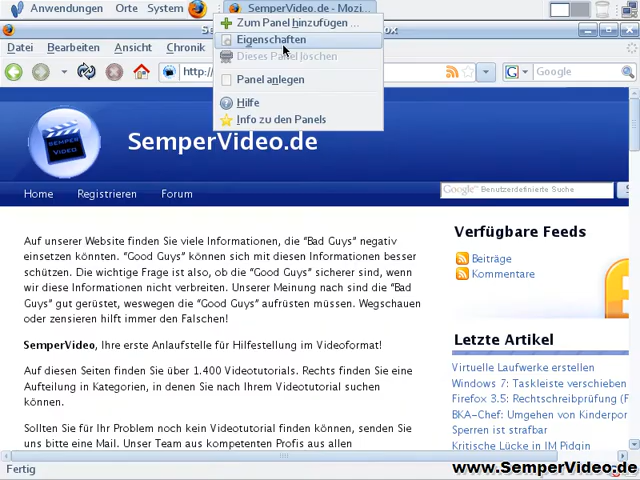 Anwendungen Orte System SemperVideo.de - Mozi...
Zum Panel hinzufügen ...
Eigenschaften
Dieses Panel löschen
Panel anlegen
Hilfe
Info zu den Panels
Datei Bearbeiten Ansicht Chronik
http:/
Google
SEMPER
VIDEO
SemperVideo.de
Home Registrieren Forum
Google Benutzerdefinierte Suche
Auf unserer Website finden Sie viele Informationen, die "Bad Guys" negativ
einsetzen könnten. "Good Guys" können sich mit diesen Informationen besser
schützen. Die wichtige Frage ist also, ob die "Good Guys" sicherer sind, wenn
wir diese Informationen nicht verbreiten. Unserer Meinung nach sind die "Bad
Guys" gut gerüstet, weswegen die "Good Guys" aufrüsten müssen. Wegschauen
oder zensieren hilft immer den Falschen!
SemperVideo, Ihre erste Anlaufstelle für Hilfestellung im Videoformat!
Auf diesen Seiten finden Sie über 1.400 Videotutorials. Rechts finden Sie eine
Aufteilung in Kategorien, in denen Sie nach Ihrem Videotutorial suchen
können.
Sollten Sie für Ihr Problem noch kein Videotutorial finden können, senden Sie
uns bitte eine Mail. Unser Team aus kompetenten Profis aus allen
Verfügbare Feeds
Beiträge
Kommentare
Letzte Artikel
Virtuelle Laufwerke erstellen
Windows 7: Taskleiste verschieben
Firefox 3.5: Rechtschreibprüfung (F
BKA-Chef: Umgehen von Kinderpor
Sperren ist strafbar
Kritische Lücke in IM Pidgin
Fertig
www.SemperVideo.de